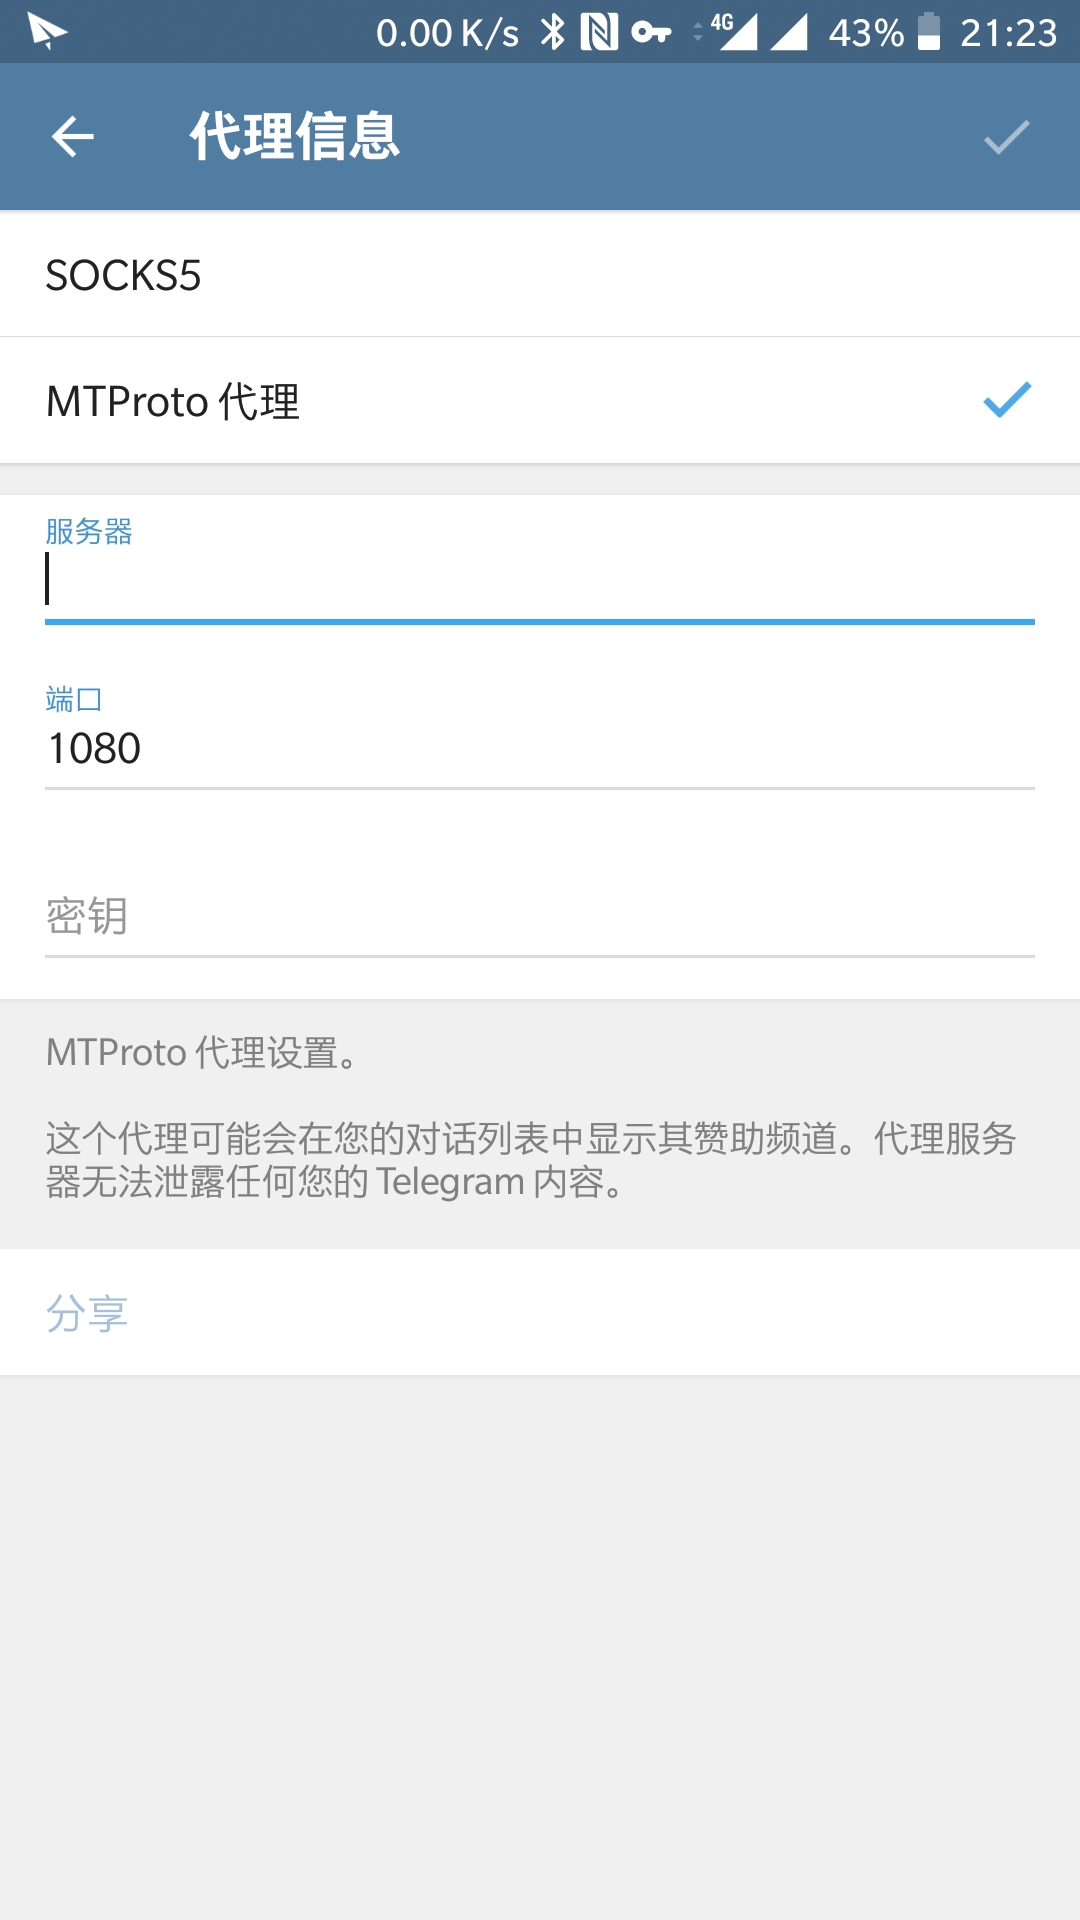 0.00 K/s 4G 43% 21:23
代理信息
SOCKS5
MTProto 代理
服务器
端口
1080
密钥
MTProto 代理设置。
这个代理可能会在您的对话列表中显示其赞助频道。代理服务
器无法泄露任何您的 Telegram 内容。
分享